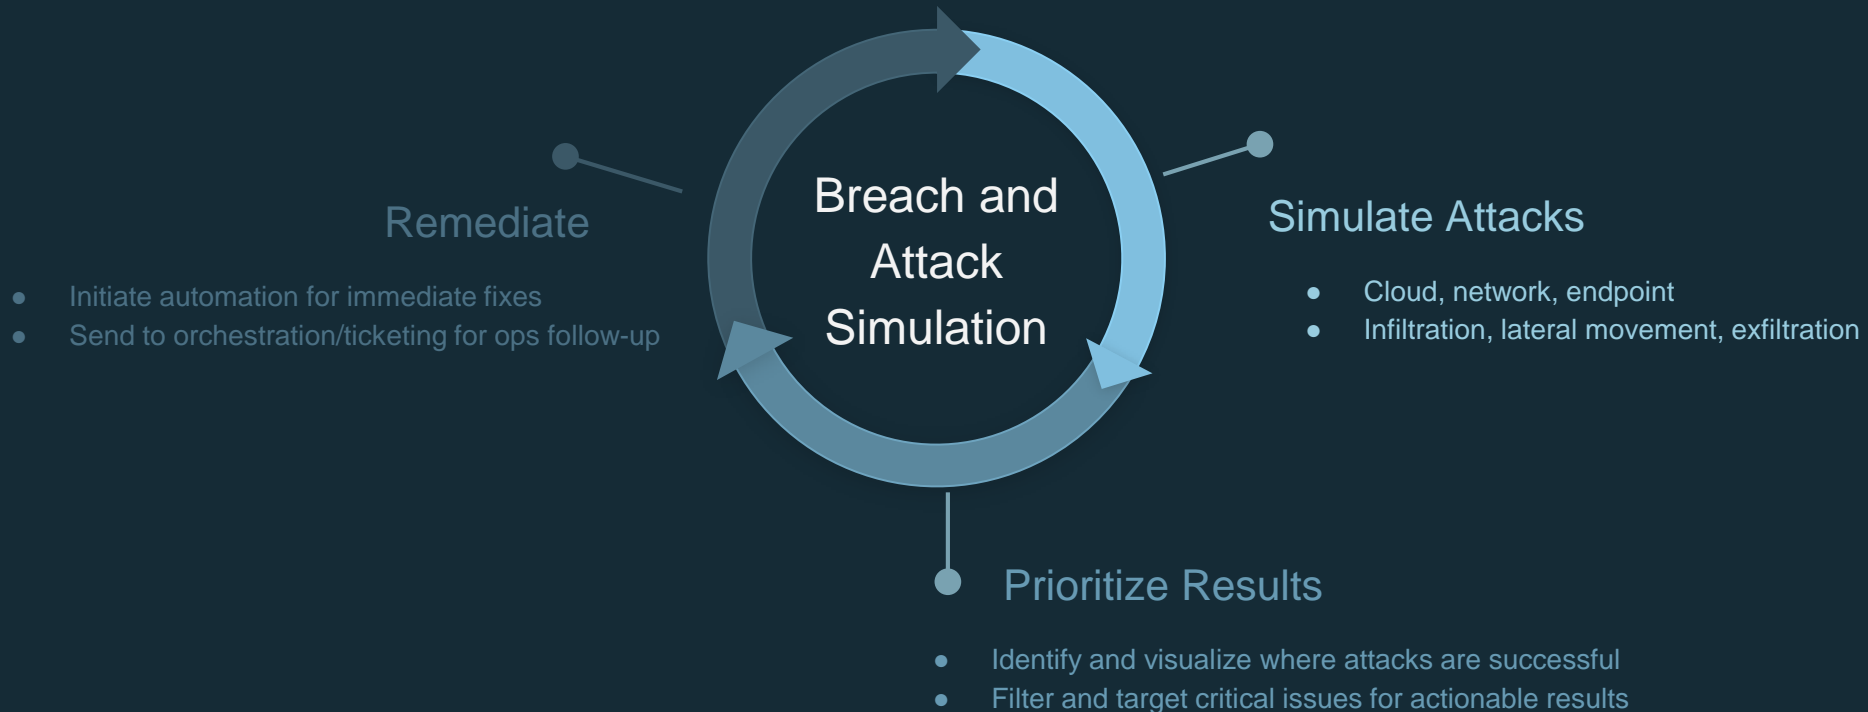 Breach and
Attack
Simulation
Simulate Attacks
● Cloud, network, endpoint
● Infiltration, lateral movement, exfiltration
Prioritize Results
● Identify and visualize where attacks are successful
● Filter and target critical issues for actionable results
Remediate
● Initiate automation for immediate fixes
● Send to orchestration/ticketing for ops follow-up